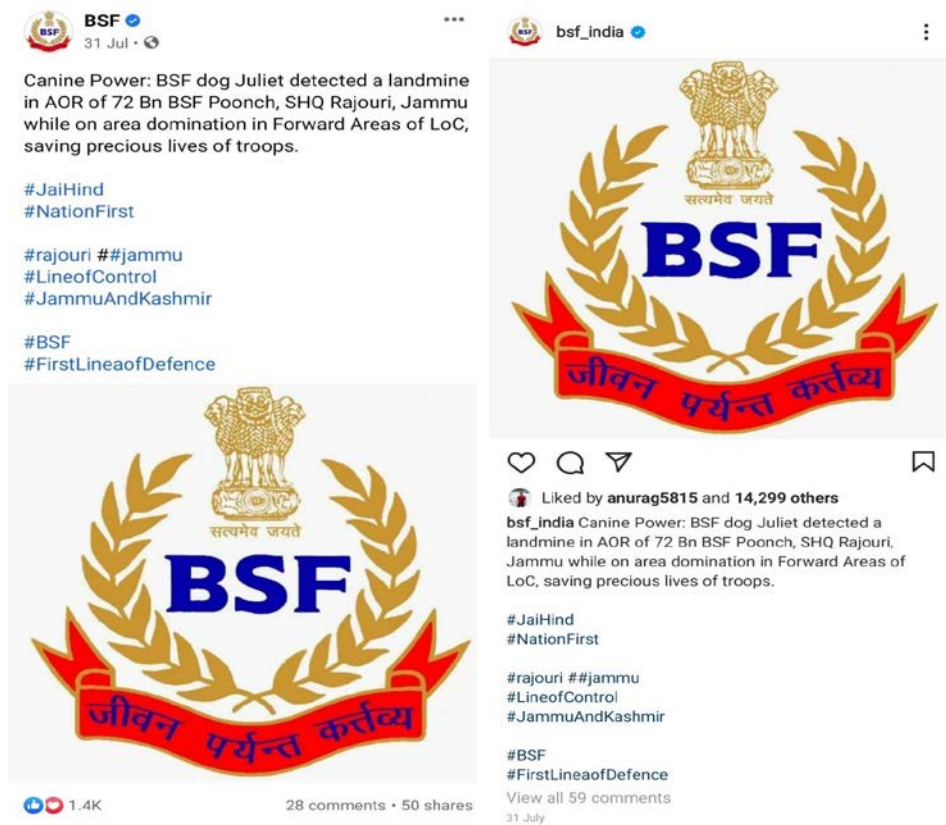 BSF
31 Jul
Canine Power: BSF dog Juliet detected a landmine
in AOR of 72 Bn BSF Poonch, SHQ Rajouri, Jammu
while on area domination in Forward Areas of LoC,
saving precious lives of troops.
#JaiHind
#NationFirst
#rajouri ##jammu
#LineofControl
#JammuAndKashmir
#BSF
#FirstLineaofDefence
सत्यमेव जयते
BSF
जीवन पर्यन्त कर्त्तव्य
1.4K
28 comments • 50 shares
bsf_india
सत्यमेव जयते
BSF
जीवन पर्यन्त कर्त्तव्य
Liked by anurag5815 and 14,299 others
bsf_india Canine Power: BSF dog Juliet detected a
landmine in AOR of 72 Bn BSF Poonch, SHQ Rajouri,
Jammu while on area domination in Forward Areas of
LoC, saving precious lives of troops.
#JaiHind
#NationFirst
#rajouri ##jammu
#LineofControl
#JammuAndKashmir
#BSF
#FirstLineaofDefence
View all 59 comments
31 July